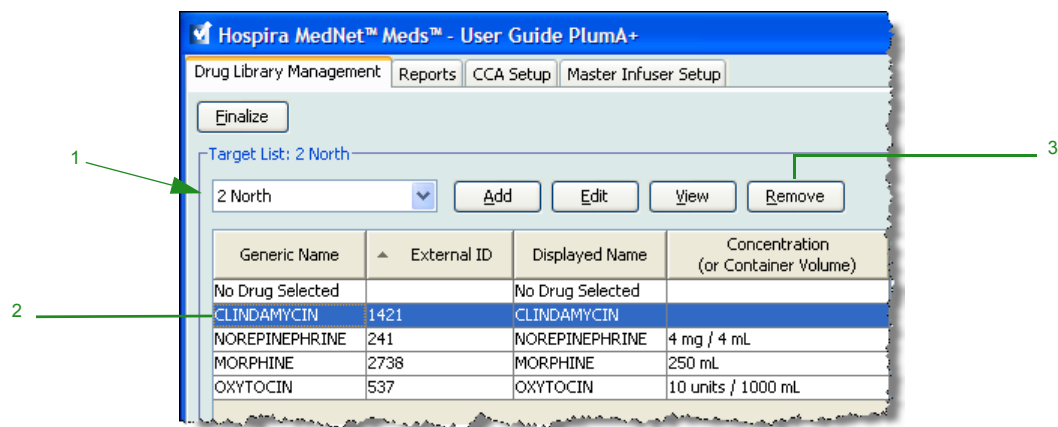 Hospira MedNet™ Meds™ - User Guide PlumA+
Drug Library Management Reports CCA Setup Master Infuser Setup
Finalize
Target List: 2 North
1
3
2 North Add Edit View Remove
Generic Name External ID Displayed Name Concentration
(or Container Volume)
No Drug Selected No Drug Selected
2
CLINDAMYCIN 1421 CLINDAMYCIN
NOREPINEPHRINE 241 NOREPINEPHRINE 4 mg / 4 mL
MORPHINE 2738 MORPHINE 250 mL
OXYTOCIN 537 OXYTOCIN 10 units / 1000 mL